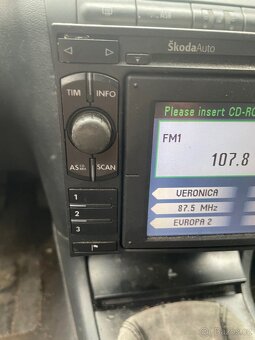 ŠkodaAuto
TIM INFO
Please insert CD-RO
FM1
107.8
AS SCAN
1
2
3
VERONICA
87.5 MHz
EUROPA 2